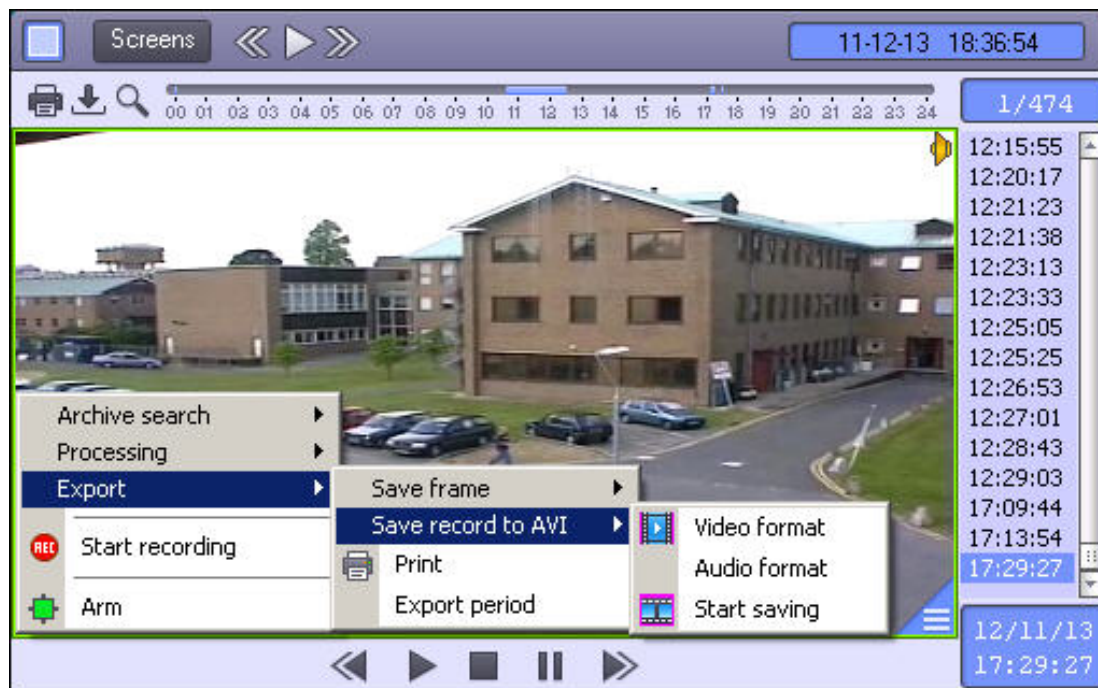 Screens
11-12-13 18:36:54
00 01 02 03 04 05 06 07 08 09 10 11 12 13 14 15 16 17 18 19 20 21 22 23 24
1/474
12:15:55
12:20:17
12:21:23
12:21:38
12:23:13
12:23:33
12:25:05
12:25:25
12:26:53
12:27:01
12:28:43
12:29:03
17:09:44
17:13:54
17:29:27
Archive search
Processing
Export
REC Start recording
Arm
Save frame
Save record to AVI
Print
Export period
Video format
Audio format
Start saving
12/11/13
17:29:27